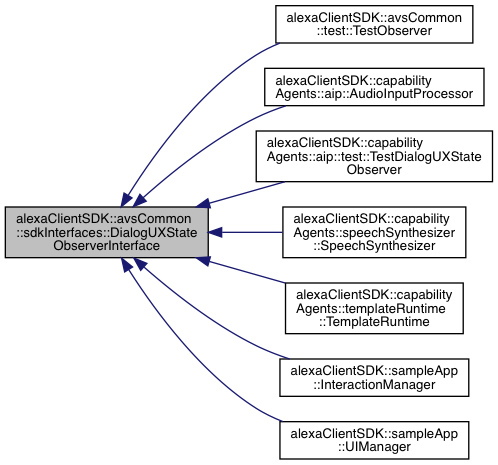 alexaClientSDK::avsCommon
::test::TestObserver
alexaClientSDK::capability
Agents::aip::AudioInputProcessor
alexaClientSDK::capability
Agents::aip::test::TestDialogUXState
Observer
alexaClientSDK::avsCommon
::sdkInterfaces::DialogUXState
ObserverInterface
alexaClientSDK::capability
Agents::speechSynthesizer
::SpeechSynthesizer
alexaClientSDK::capability
Agents::templateRuntime
::TemplateRuntime
alexaClientSDK::sampleApp
::InteractionManager
alexaClientSDK::sampleApp
::UIManager